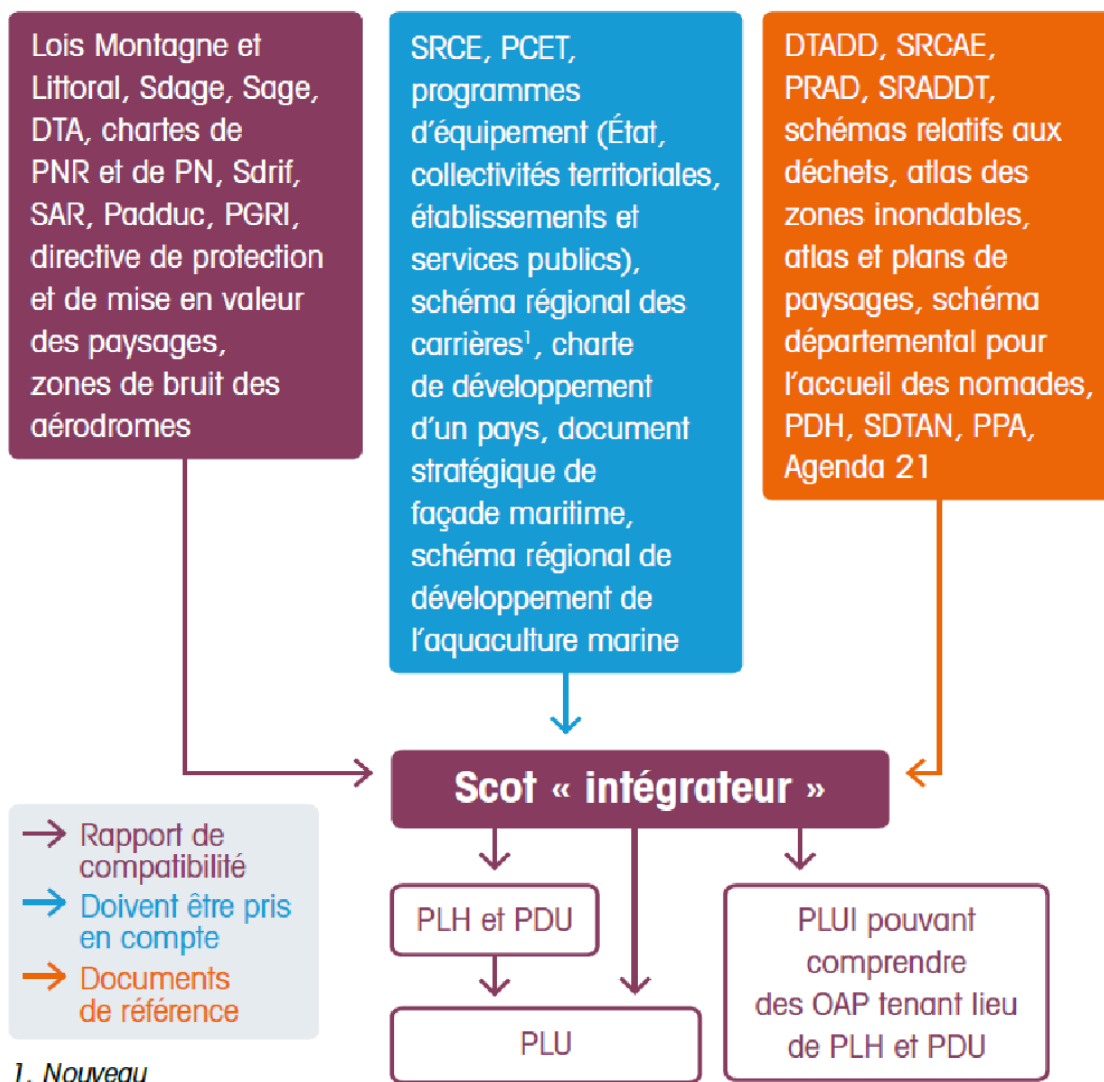 Lois Montagne et
Littoral, Sdage, Sage,
DTA, chartes de
PNR et de PN, Sdrif,
SAR, Padduc, PGRI,
directive de protection
et de mise en valeur
des paysages,
zones de bruit des
aérodromes
SRCE, PCET,
programmes
d'équipement (État,
collectivités territoriales,
établissements et
services publics),
schéma régional des
carrières¹, charte
de développement
d'un pays, document
stratégique de
façade maritime,
schéma régional de
développement de
l'aquaculture marine
DTADD, SRCAE,
PRAD, SRADDT,
schémas relatifs aux
déchets, atlas des
zones inondables,
atlas et plans de
paysages, schéma
départemental pour
l'accueil des nomades,
PDH, SDTAN, PPA,
Agenda 21
Scot « intégrateur »
Rapport de
compatibilité
Doivent être pris
en compte
Documents
de référence
PLH et PDU
PLU
PLUI pouvant
comprendre
des OAP tenant lieu
de PLH et PDU
1. Nouveau